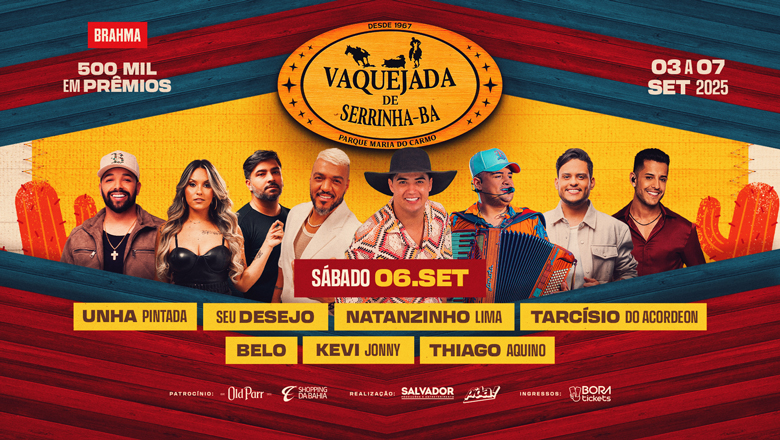 BRAHMA
500 MIL
EM PRÊMIOS
DESDE 1967
VAQUEJADA
DE
SERRINHA-BA
PARQUE MARIA DO CARMO
03 A 07
SET 2025
B
SÁBADO 06.SET
UNHA PINTADA
SEU DESEJO
NATANZINHO LIMA
TARCÍSIO DO ACORDEON
BELO
KEVI JONNY
THIAGO AQUINO
PATROCÍNIO:
Old Parr
SHOPPING
DA BAHIA
REALIZAÇÃO:
SALVADOR
INGRESSOS:
BORA
tickets